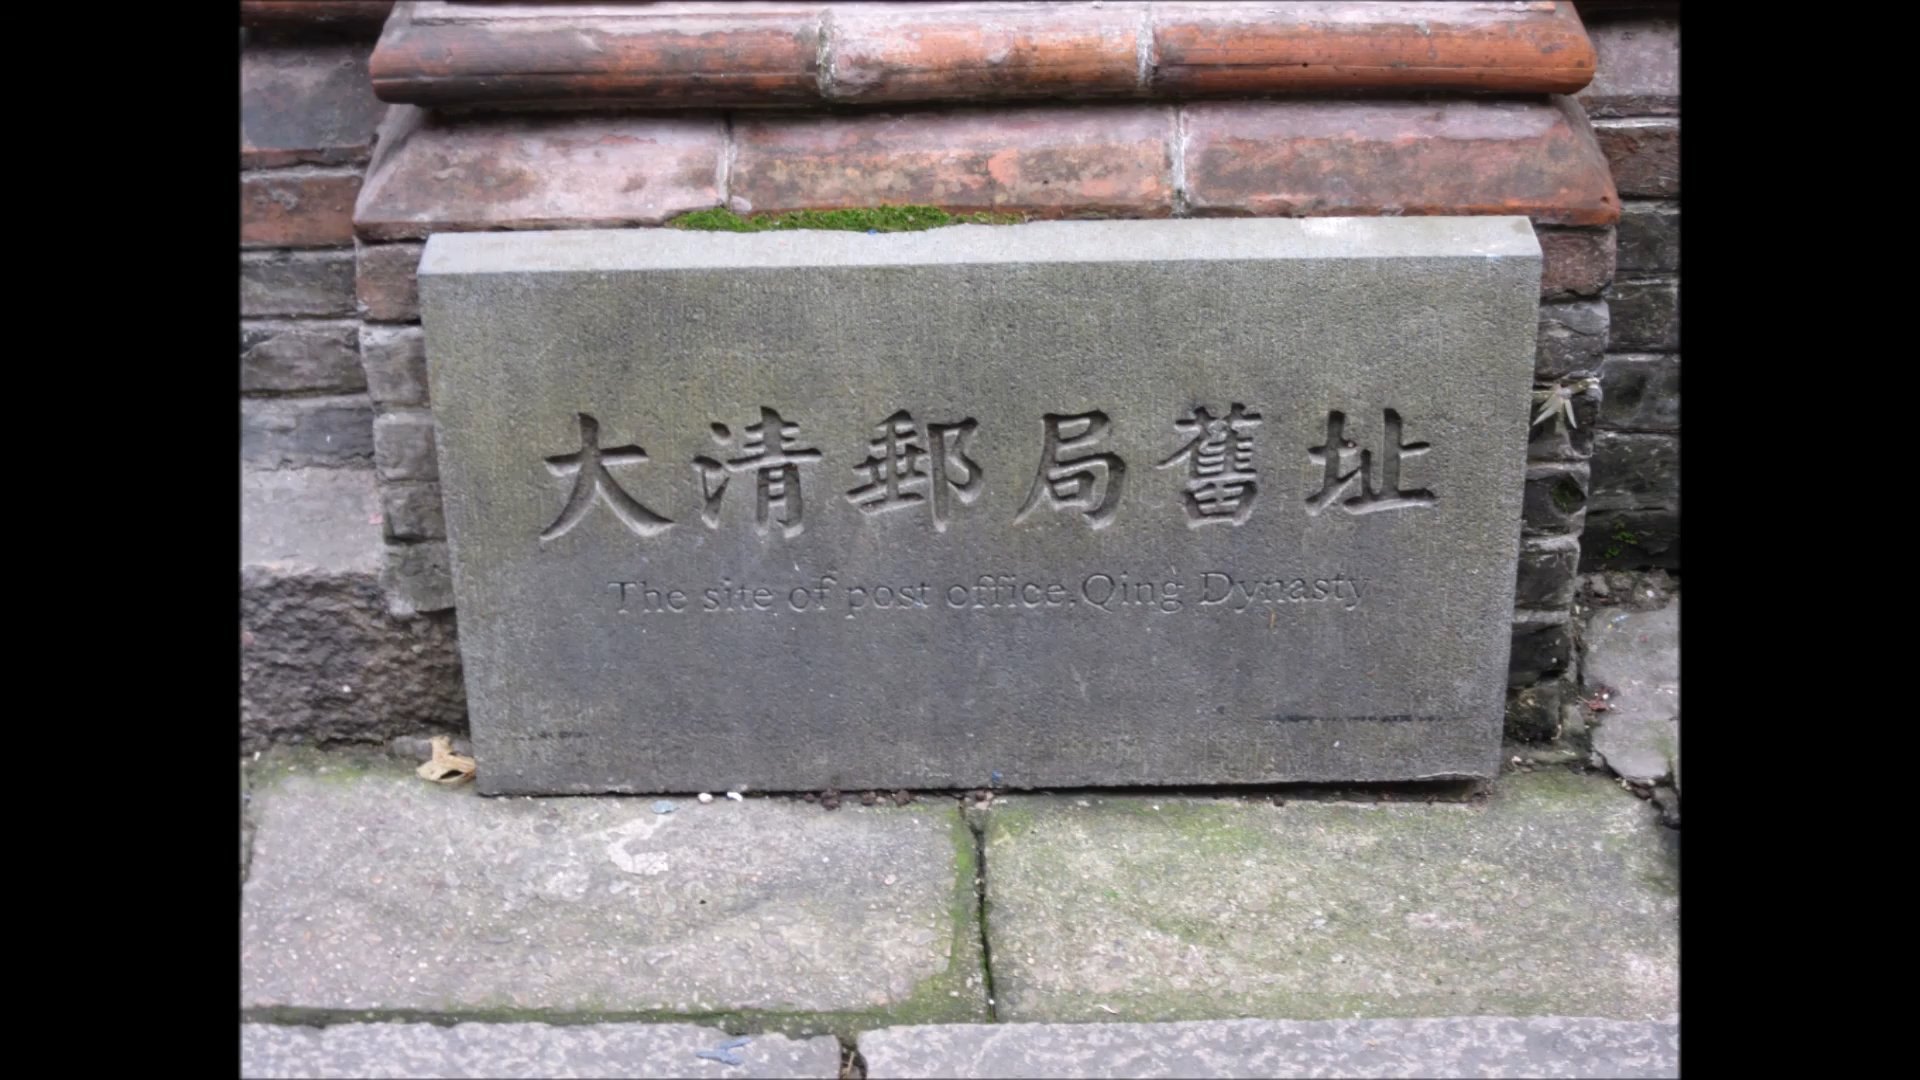 大清郵局舊址
The site of post office,Qing Dynasty